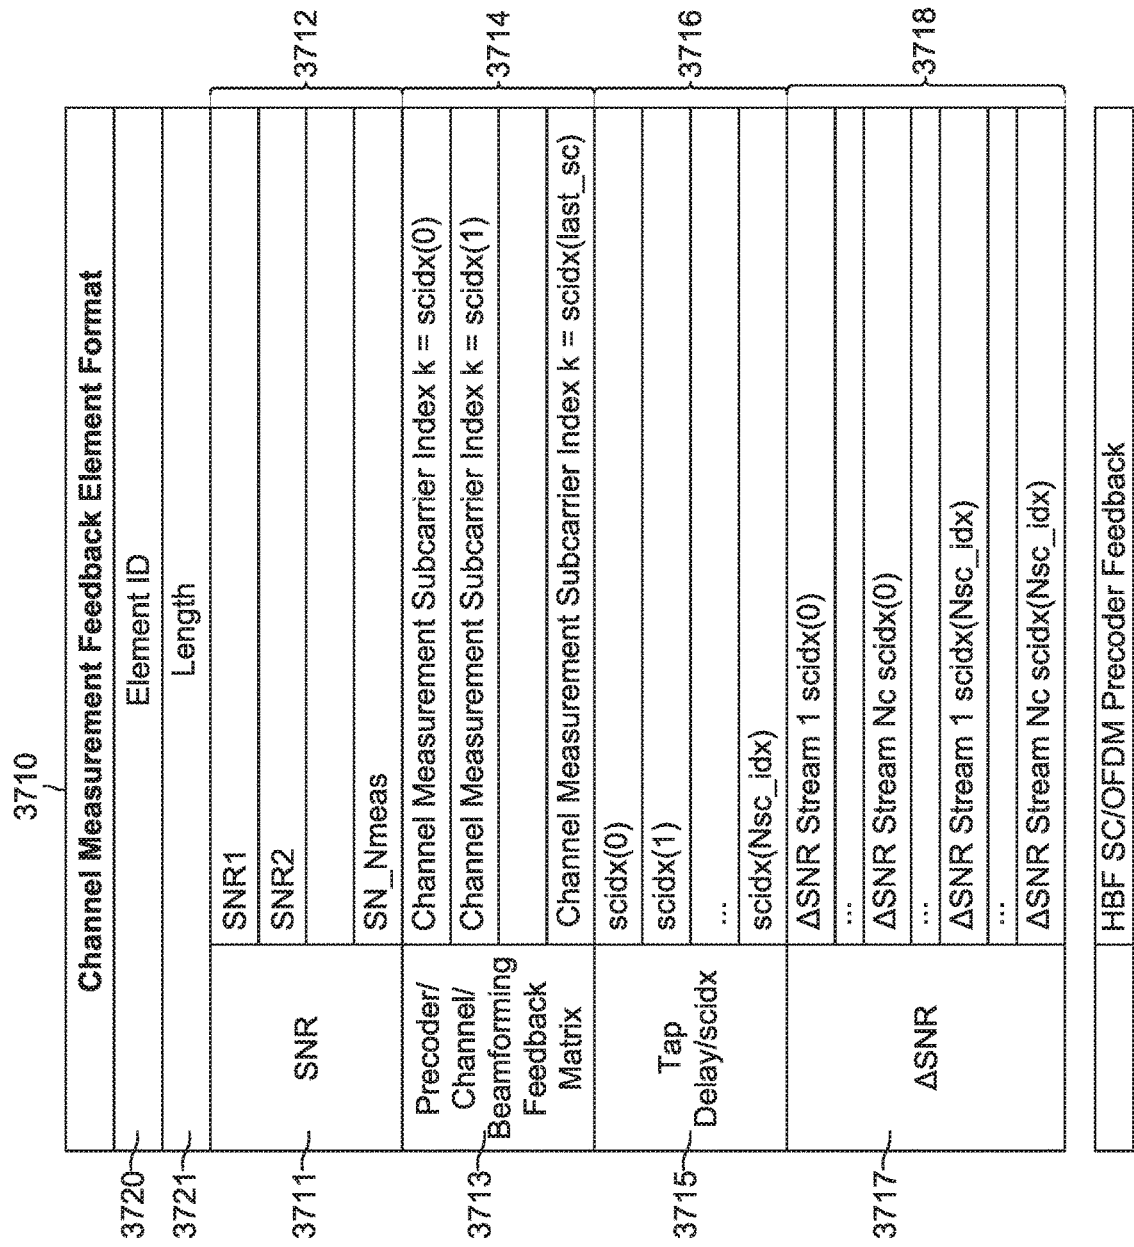 3710
Channel Measurement Feedback Element Format
3720
Element ID
3721
Length
3711
SNR
SNR1
SNR2
SN_Nmeas
3712
3713
Precoder/
Channel/
Beamforming
Feedback
Matrix
Channel Measurement Subcarrier Index k = scidx(0)
Channel Measurement Subcarrier Index k = scidx(1)
Channel Measurement Subcarrier Index k = scidx(last_sc)
3714
3715
Tap
Delay/scidx
scidx(0)
scidx(1)
...
scidx(Nsc_idx)
3716
3717
ΔSNR
ΔSNR Stream 1 scidx(0)
...
ΔSNR Stream Nc scidx(0)
...
ΔSNR Stream 1 scidx(Nsc_idx)
...
ΔSNR Stream Nc scidx(Nsc_idx)
3718
HBF SC/OFDM Precoder Feedback